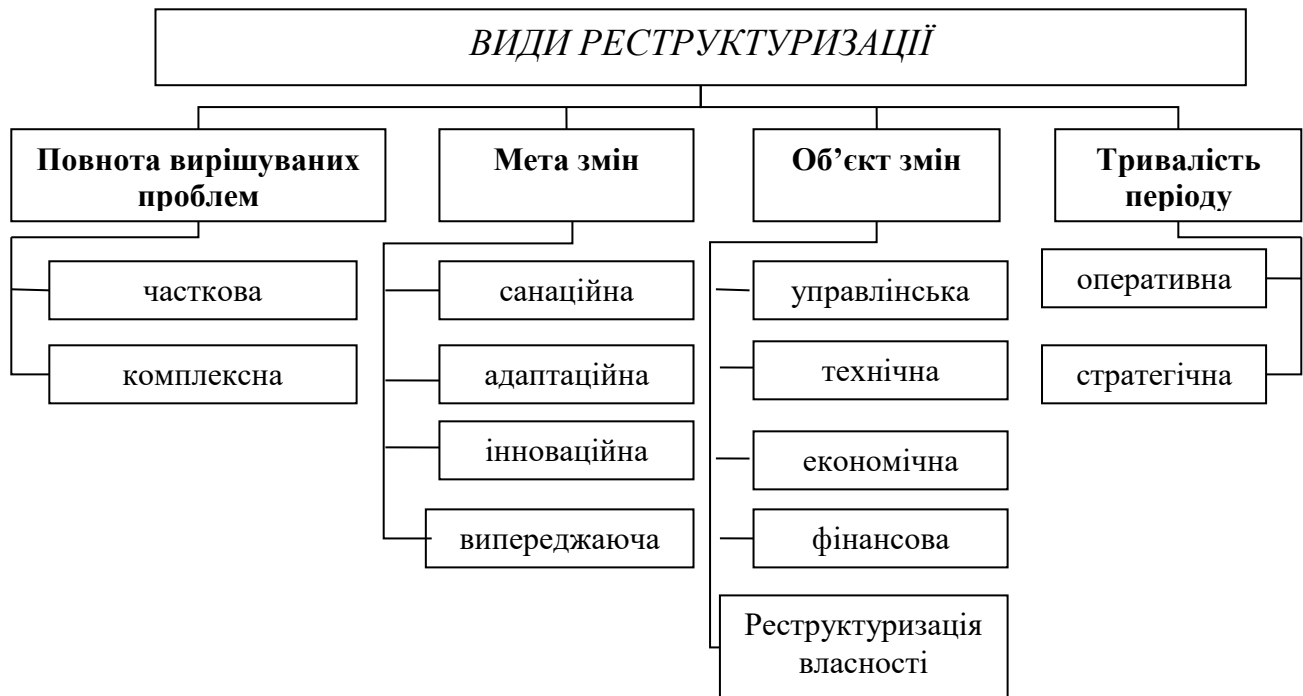 ВИДИ РЕСТРУКТУРИЗАЦІЇ
Повнота вирішуваних
проблем
часткова
комплексна
Мета змін
санаційна
адаптаційна
інноваційна
випереджаюча
Об’єкт змін
управлінська
технічна
економічна
фінансова
Реструктуризація
власності
Тривалість
періоду
оперативна
стратегічна